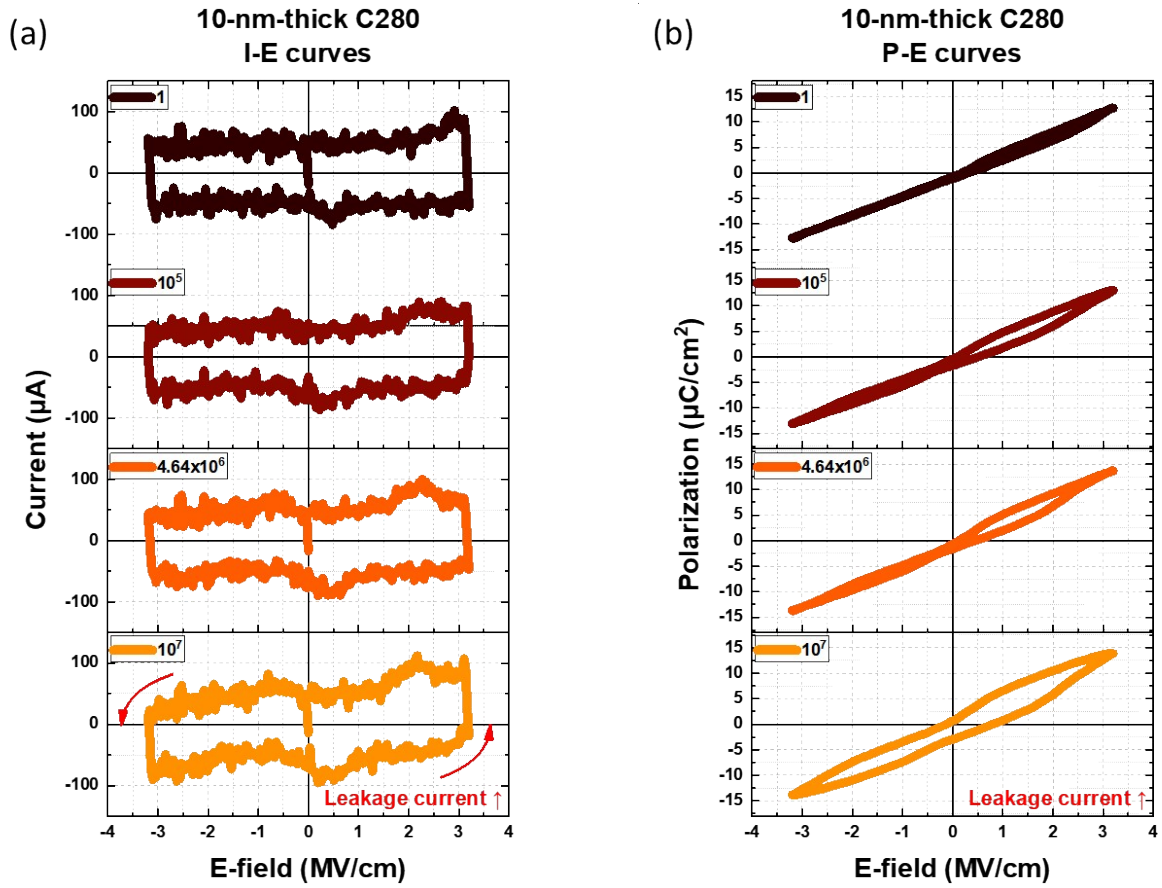 (a)
10-nm-thick C280
I-E curves
Current (µA)
1
100
0
-100
10⁵
100
0
-100
4.64x10⁶
100
0
-100
10⁷
100
0
-100
Leakage current ↑
-4 -3 -2 -1 0 1 2 3 4
E-field (MV/cm)
(b)
10-nm-thick C280
P-E curves
Polarization (µC/cm²)
1
15
10
5
0
-5
-10
-15
10⁵
15
10
5
0
-5
-10
-15
4.64x10⁶
15
10
5
0
-5
-10
-15
10⁷
15
10
5
0
-5
-10
-15
Leakage current ↑
-4 -3 -2 -1 0 1 2 3 4
E-field (MV/cm)